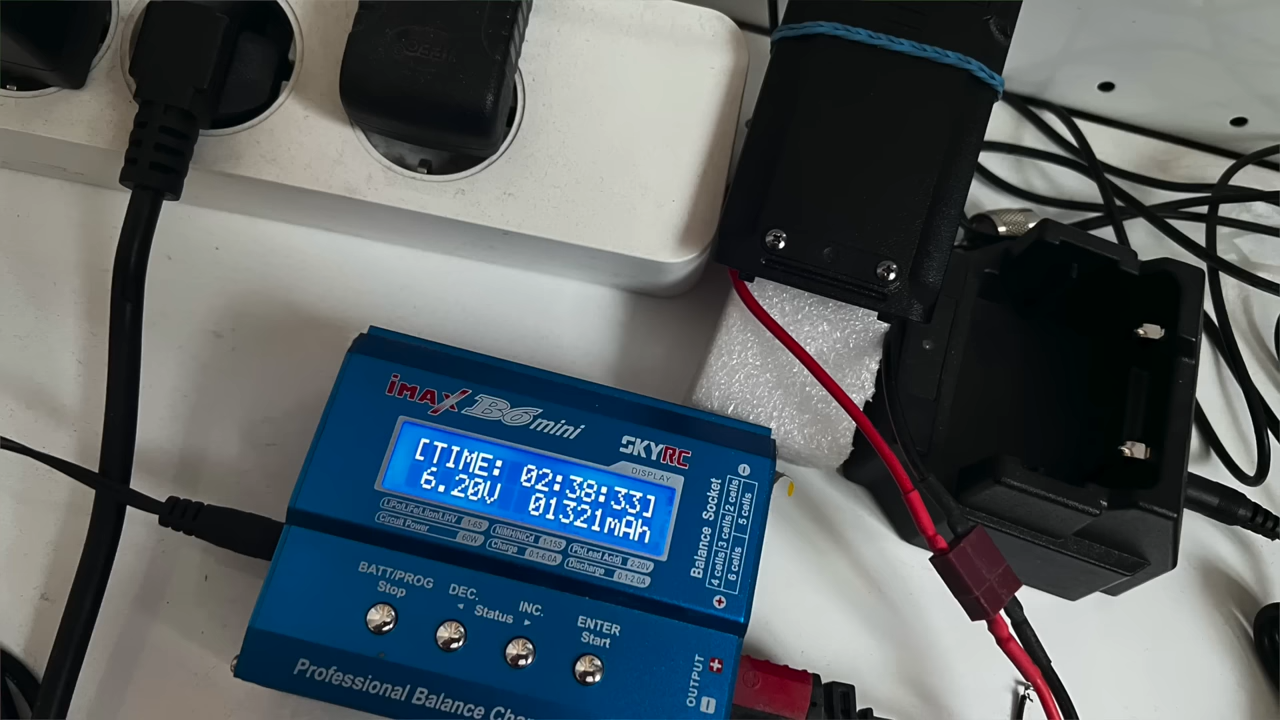 iMAX B6 mini
SKYRC
DISPLAY
[TIME: 02:38:33]
6.20V 01321mAh
LiPo/LiFe/LiIon/LiHV 1-6S
NiMH/NiCd 1-15S
Pb(Lead Acid) 2-20V
Circuit Power 60W
Charge 0.1-6.0A
Discharge 0.1-2.0A
Balance Socket
2 cells
3 cells
4 cells
5 cells
6 cells
BATT/PROG
Stop
DEC.
Status
INC.
ENTER
Start
OUTPUT
Professional Balance Char